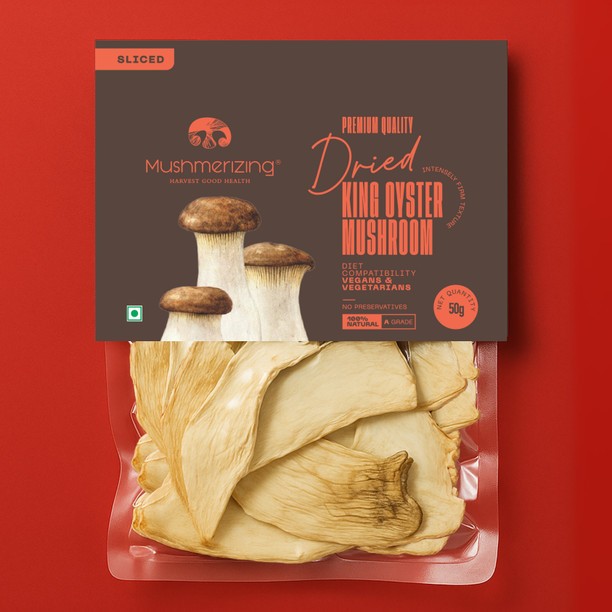 SLICED
Mushmerizing®
HARVEST GOOD HEALTH
PREMIUM QUALITY
Dried
INTENSELY FIRM TEXTURE
KING OYSTER
MUSHROOM
DIET
COMPATIBILITY
VEGANS &
VEGETARIANS
NO PRESERVATIVES
100%
NATURAL
A GRADE
NET QUANTITY
50g